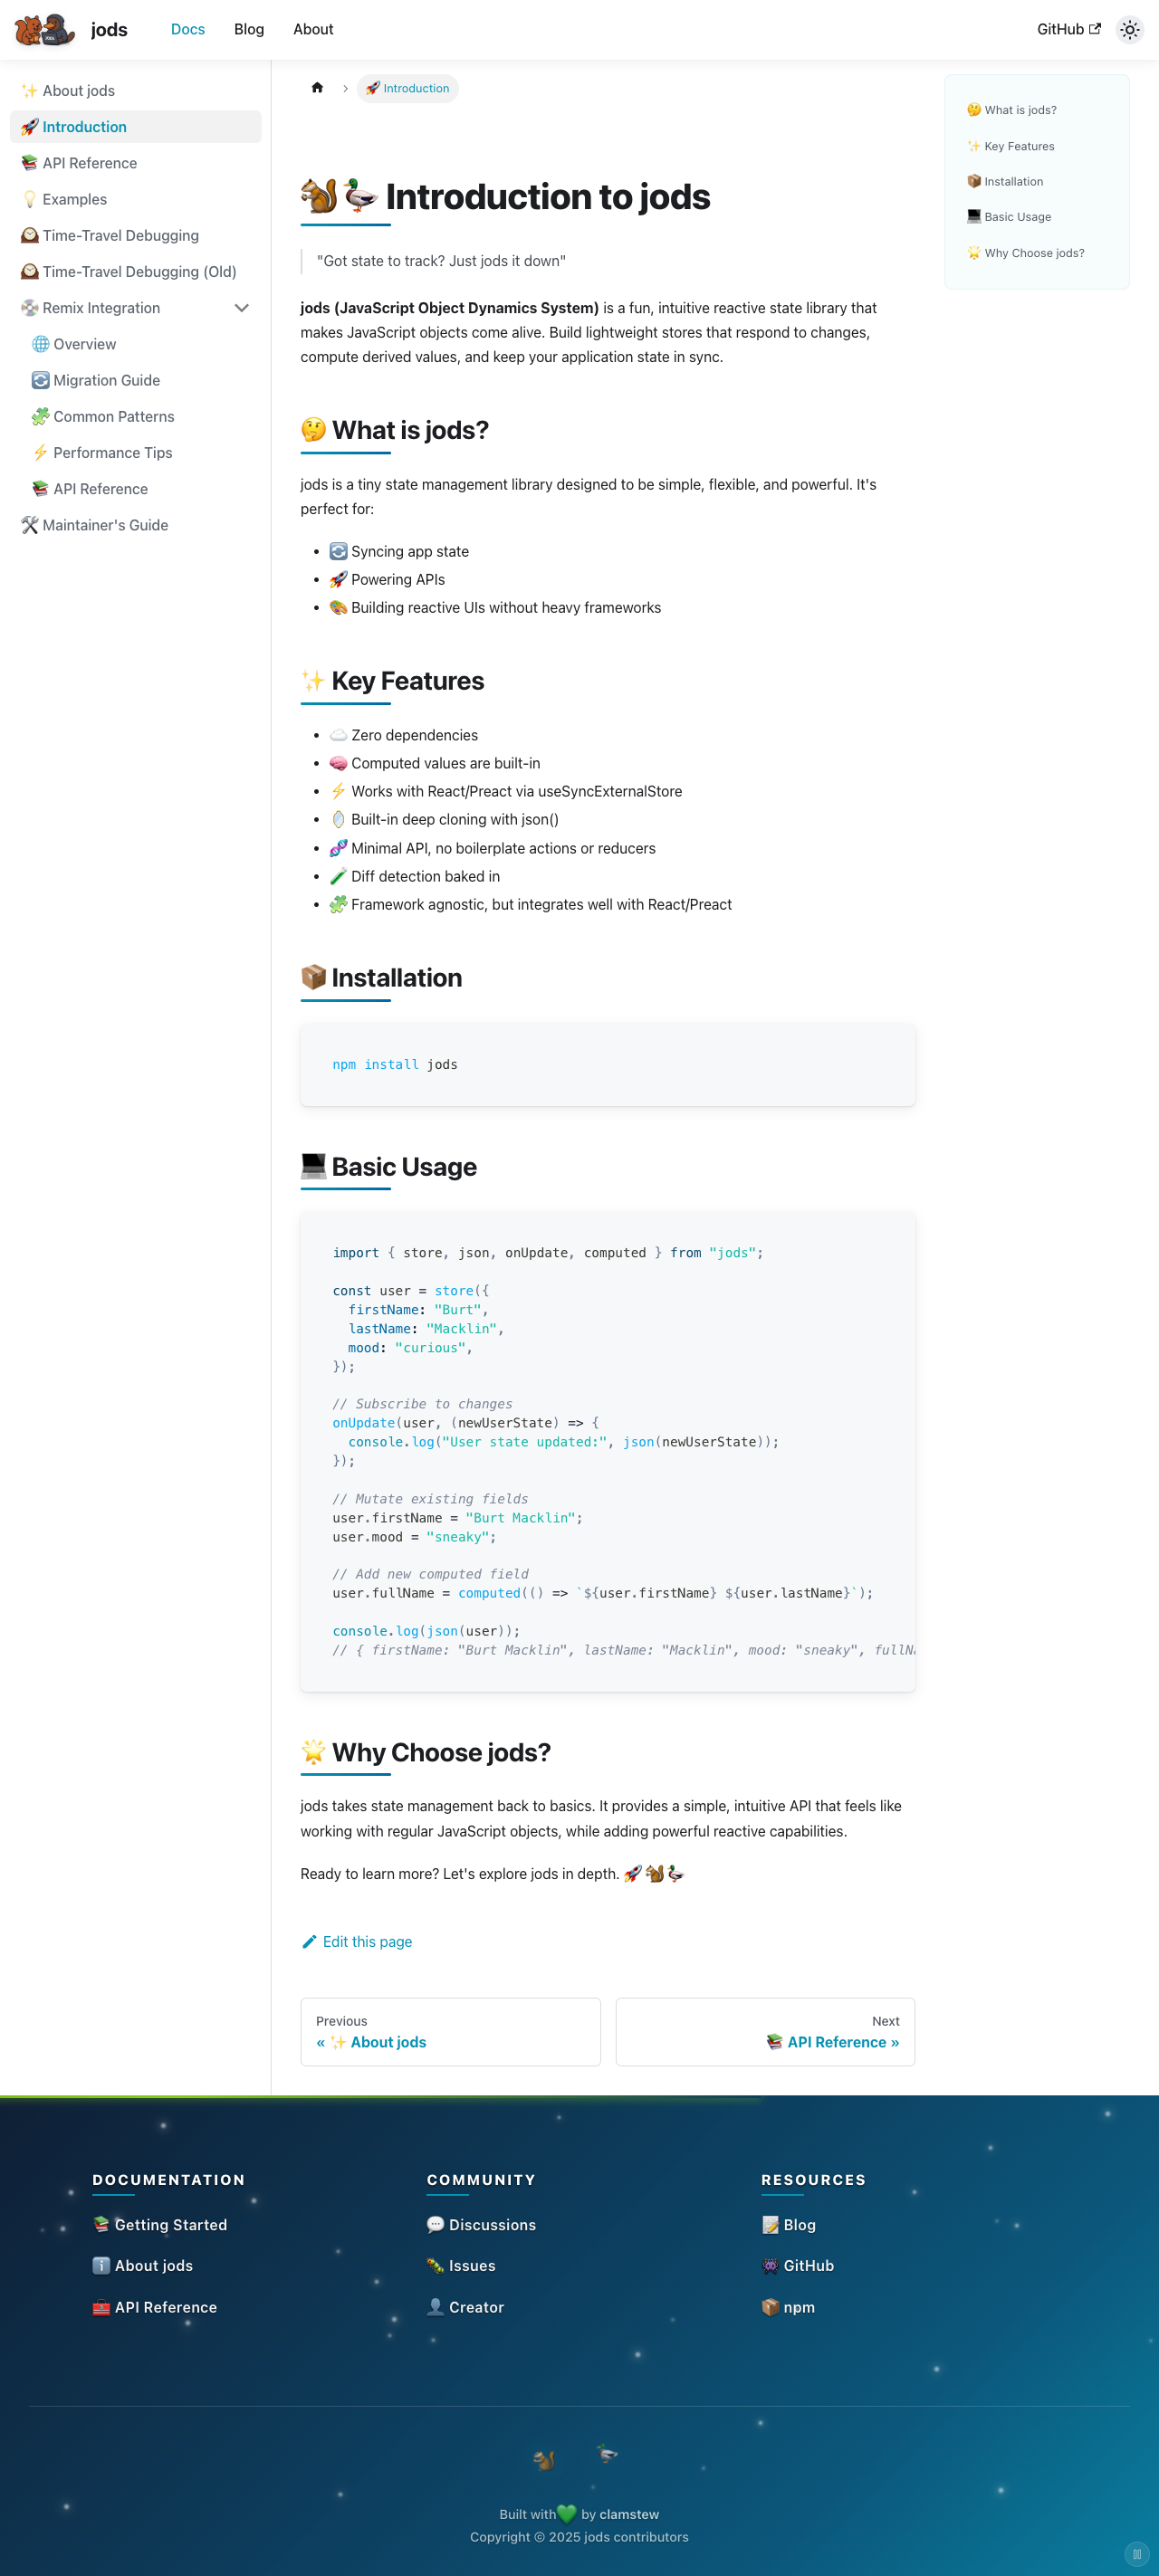 jods
Docs
Blog
About
GitHub
✨ About jods
🚀 Introduction
📚 API Reference
💡 Examples
🕰️ Time-Travel Debugging
🕰️ Time-Travel Debugging (Old)
💿 Remix Integration
🌐 Overview
🔄 Migration Guide
🧩 Common Patterns
⚡ Performance Tips
📚 API Reference
🛠️ Maintainer's Guide
🚀 Introduction
🐿️🦆 Introduction to jods
"Got state to track? Just jods it down"
jods (JavaScript Object Dynamics System) is a fun, intuitive reactive state library that
makes JavaScript objects come alive. Build lightweight stores that respond to changes,
compute derived values, and keep your application state in sync.
🤔 What is jods?
jods is a tiny state management library designed to be simple, flexible, and powerful. It's
perfect for:
• 🔄 Syncing app state
• 🚀 Powering APIs
• 🎨 Building reactive UIs without heavy frameworks
✨ Key Features
• ☁️ Zero dependencies
• 🧠 Computed values are built-in
• ⚡ Works with React/Preact via useSyncExternalStore
• 🪞 Built-in deep cloning with json()
• 🧬 Minimal API, no boilerplate actions or reducers
• 🧪 Diff detection baked in
• 🧩 Framework agnostic, but integrates well with React/Preact
📦 Installation
npm install jods
💻 Basic Usage
import { store, json, onUpdate, computed } from "jods";
const user = store({
  firstName: "Burt",
  lastName: "Macklin",
  mood: "curious",
});
// Subscribe to changes
onUpdate(user, (newUserState) => {
  console.log("User state updated:", json(newUserState));
});
// Mutate existing fields
user.firstName = "Burt Macklin";
user.mood = "sneaky";
// Add new computed field
user.fullName = computed(() => `${user.firstName} ${user.lastName}`);
console.log(json(user));
// { firstName: "Burt Macklin", lastName: "Macklin", mood: "sneaky", fullNa
🌟 Why Choose jods?
jods takes state management back to basics. It provides a simple, intuitive API that feels like
working with regular JavaScript objects, while adding powerful reactive capabilities.
Ready to learn more? Let's explore jods in depth. 🚀🐿️🦆
Edit this page
Previous
« ✨ About jods
Next
📚 API Reference »
🤔 What is jods?
✨ Key Features
📦 Installation
💻 Basic Usage
🌟 Why Choose jods?
DOCUMENTATION
📚 Getting Started
ℹ️ About jods
🧰 API Reference
COMMUNITY
💬 Discussions
🐛 Issues
👤 Creator
RESOURCES
📝 Blog
👾 GitHub
📦 npm
Built with💚 by clamstew
Copyright © 2025 jods contributors